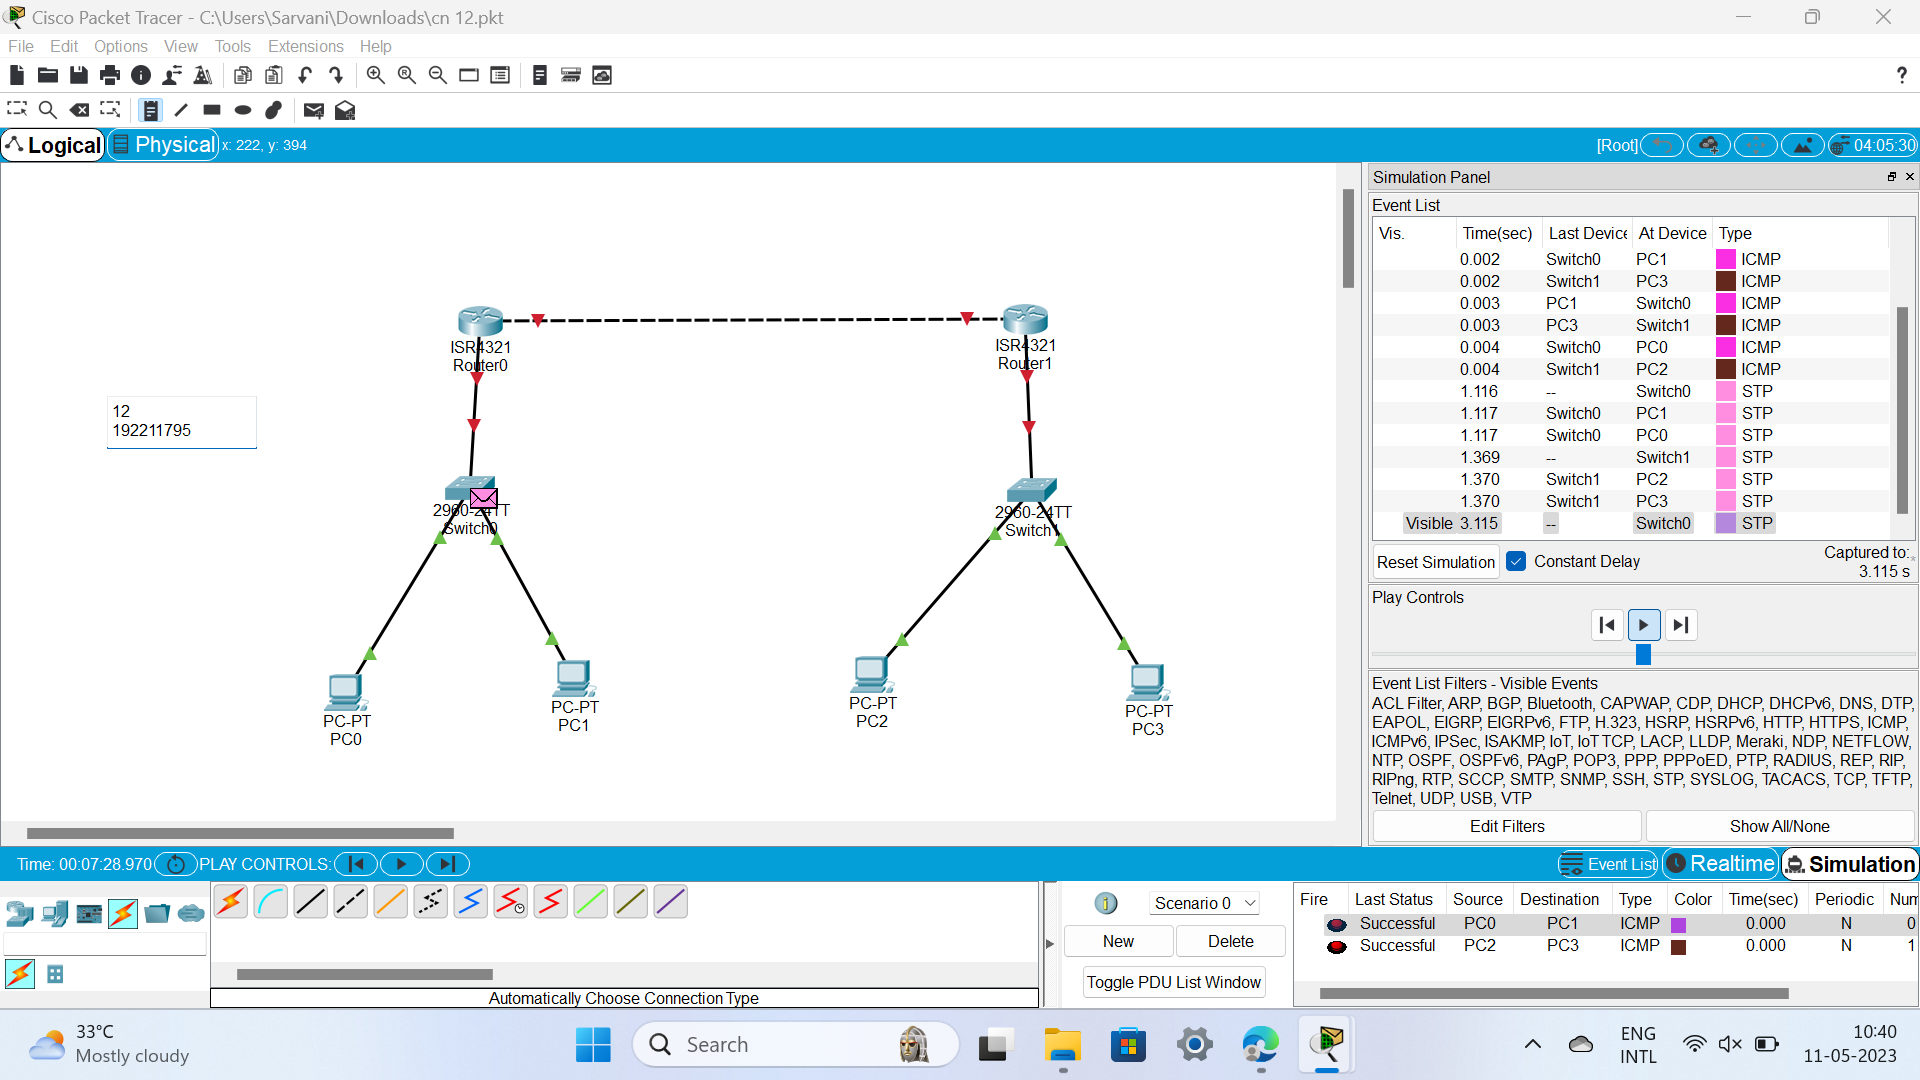 Cisco Packet Tracer - C:\Users\Sarvani\Downloads\cn 12.pkt
File Edit Options View Tools Extensions Help
?
Logical Physical x: 222, y: 394 [Root] 04:05:30
Simulation Panel
Event List
Vis. Time(sec) Last Device At Device Type
0.002 Switch0 PC1 ICMP
0.002 Switch1 PC3 ICMP
0.003 PC1 Switch0 ICMP
0.003 PC3 Switch1 ICMP
0.004 Switch0 PC0 ICMP
0.004 Switch1 PC2 ICMP
1.116 -- Switch0 STP
1.117 Switch0 PC1 STP
1.117 Switch0 PC0 STP
1.369 -- Switch1 STP
1.370 Switch1 PC2 STP
1.370 Switch1 PC3 STP
Visible 3.115 -- Switch0 STP
Reset Simulation Constant Delay Captured to:
3.115 s
Play Controls
Event List Filters - Visible Events
ACL Filter, ARP, BGP, Bluetooth, CAPWAP, CDP, DHCP, DHCPv6, DNS, DTP,
EAPOL, EIGRP, EIGRPv6, FTP, H.323, HSRP, HSRPv6, HTTP, HTTPS, ICMP,
ICMPv6, IPSec, ISAKMP, IoT, IoT TCP, LACP, LLDP, Meraki, NDP, NETFLOW,
NTP, OSPF, OSPFv6, PAgP, POP3, PPP, PPPoED, PTP, RADIUS, REP, RIP,
RIPng, RTP, SCCP, SMTP, SNMP, SSH, STP, SYSLOG, TACACS, TCP, TFTP,
Telnet, UDP, USB, VTP
Edit Filters Show All/None
ISR4321
Router0
ISR4321
Router1
12
192211795
2960-24TT
Switch0
2960-24TT
Switch1
PC-PT
PC0
PC-PT
PC1
PC-PT
PC2
PC-PT
PC3
Time: 00:07:28.970 PLAY CONTROLS: Event List Realtime Simulation
Automatically Choose Connection Type
Scenario 0
New Delete
Toggle PDU List Window
Fire Last Status Source Destination Type Color Time(sec) Periodic Num
Successful PC0 PC1 ICMP 0.000 N 0
Successful PC2 PC3 ICMP 0.000 N 1
33°C
Mostly cloudy
Search
ENG
INTL
10:40
11-05-2023